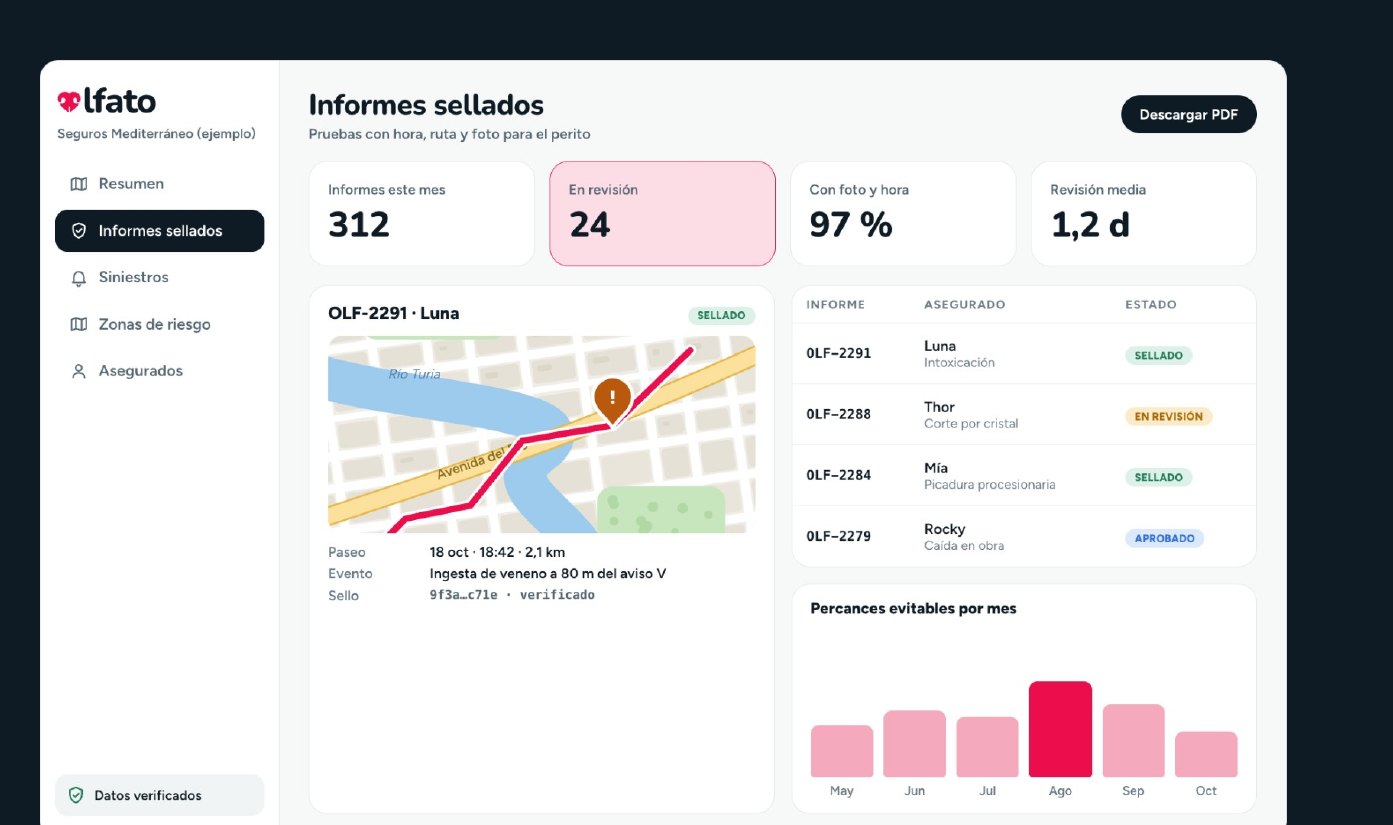 olfato
Seguros Mediterráneo (ejemplo)
Resumen
Informes sellados
Siniestros
Zonas de riesgo
Asegurados
Datos verificados
Informes sellados
Pruebas con hora, ruta y foto para el perito
Descargar PDF
Informes este mes
312
En revisión
24
Con foto y hora
97 %
Revisión media
1,2 d
OLF-2291 · Luna
SELLADO
Río Turia
Avenida del
!
Paseo 18 oct · 18:42 · 2,1 km
Evento Ingesta de veneno a 80 m del aviso V
Sello 9f3a…c71e · verificado
INFORME ASEGURADO ESTADO
OLF-2291 Luna SELLADO
Intoxicación
OLF-2288 Thor EN REVISIÓN
Corte por cristal
OLF-2284 Mía SELLADO
Picadura procesionaria
OLF-2279 Rocky APROBADO
Caída en obra
Percances evitables por mes
May Jun Jul Ago Sep Oct